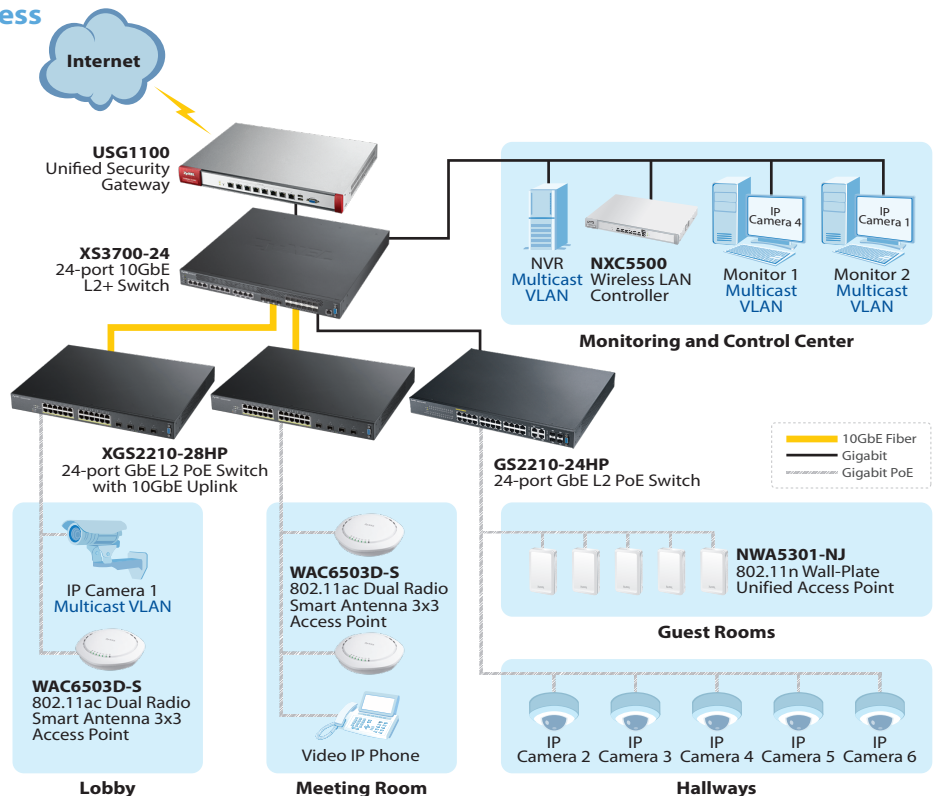 ess
Internet
USG1100
Unified Security
Gateway
XS3700-24
24-port 10GbE
L2+ Switch
NVR
Multicast
VLAN
NXC5500
Wireless LAN
Controller
IP
Camera 4
Monitor 1
Multicast
VLAN
IP
Camera 1
Monitor 2
Multicast
VLAN
Monitoring and Control Center
XGS2210-28HP
24-port GbE L2 PoE Switch
with 10GbE Uplink
GS2210-24HP
24-port GbE L2 PoE Switch
10GbE Fiber
Gigabit
Gigabit PoE
IP Camera 1
Multicast VLAN
WAC6503D-S
802.11ac Dual Radio
Smart Antenna 3x3
Access Point
Lobby
WAC6503D-S
802.11ac Dual Radio
Smart Antenna 3x3
Access Point
Video IP Phone
Meeting Room
NWA5301-NJ
802.11n Wall-Plate
Unified Access Point
Guest Rooms
IP
Camera 2
IP
Camera 3
IP
Camera 4
IP
Camera 5
IP
Camera 6
Hallways